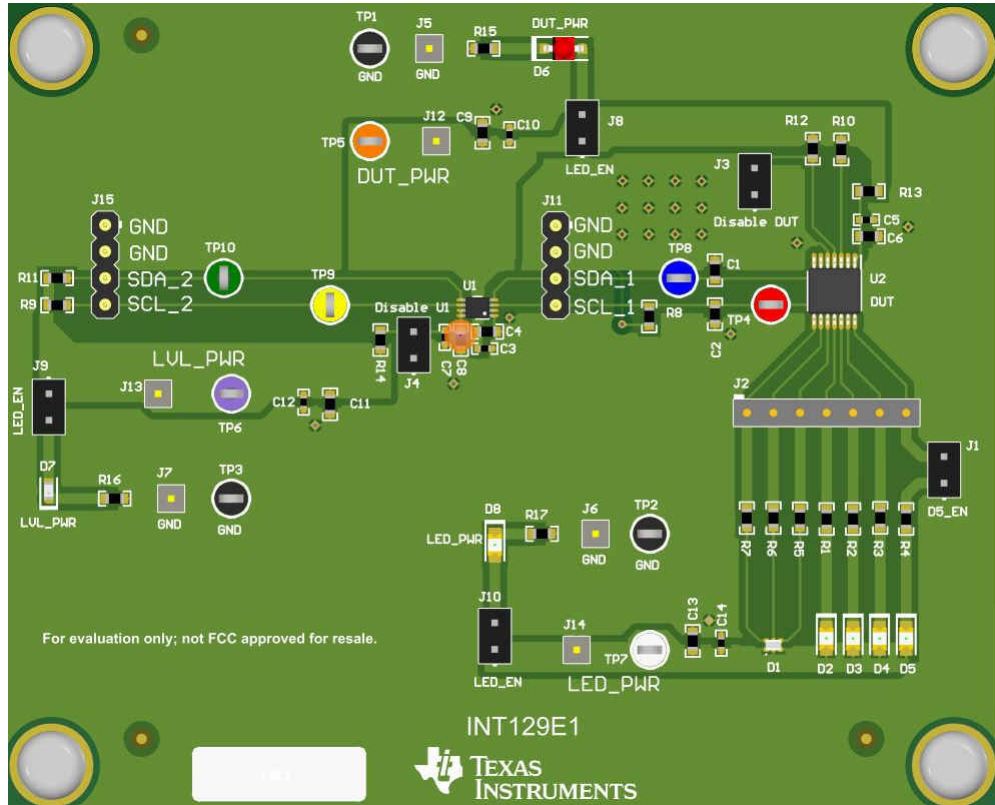 TP1 J5 DUT_PWR
R15
GND GND D6
C9 C10 J8
J12
TP5
DUT_PWR
LED_EN
R12 R10
J3
R13
Disable DUT
C5
C6
J15
GND
GND
SDA_2
SCL_2
TP10
TP9
R11
R9
J11
GND
GND
SDA_1
SCL_1
TP8
C1
U2
DUT
TP4
R8
C2
U1
Disable U1
C4
C3
C7
C8
R14
J4
LVL_PWR
J9
LED_EN
J13
TP6
C12 C11
J2
J1
D5_EN
D7
LVL_PWR
R16
J7
GND
TP3
GND
D8
LED_PWR
R17
J6
GND
TP2
GND
R7 R6 R5 R1 R2 R3 R4
J10
LED_EN
J14
TP7
LED_PWR
C13 C14
D1 D2 D3 D4 D5
For evaluation only; not FCC approved for resale.
INT129E1
TEXAS
INSTRUMENTS